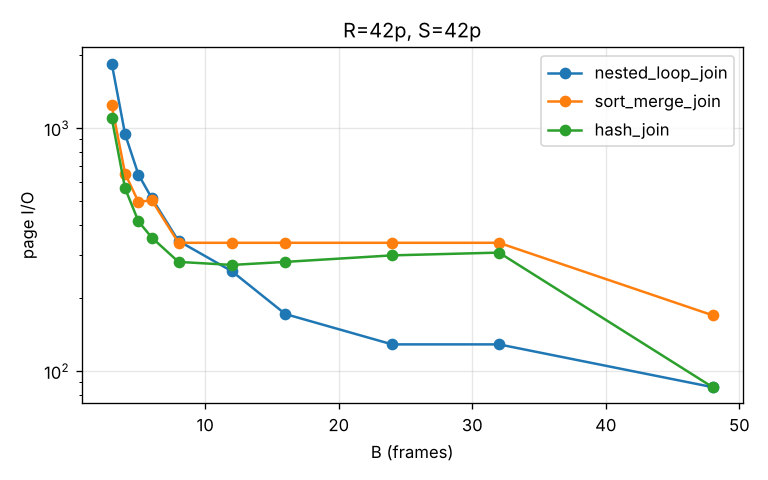 R=42p, S=42p
nested_loop_join
sort_merge_join
hash_join
page I/O
10³
10²
10
20
30
40
50
B (frames)